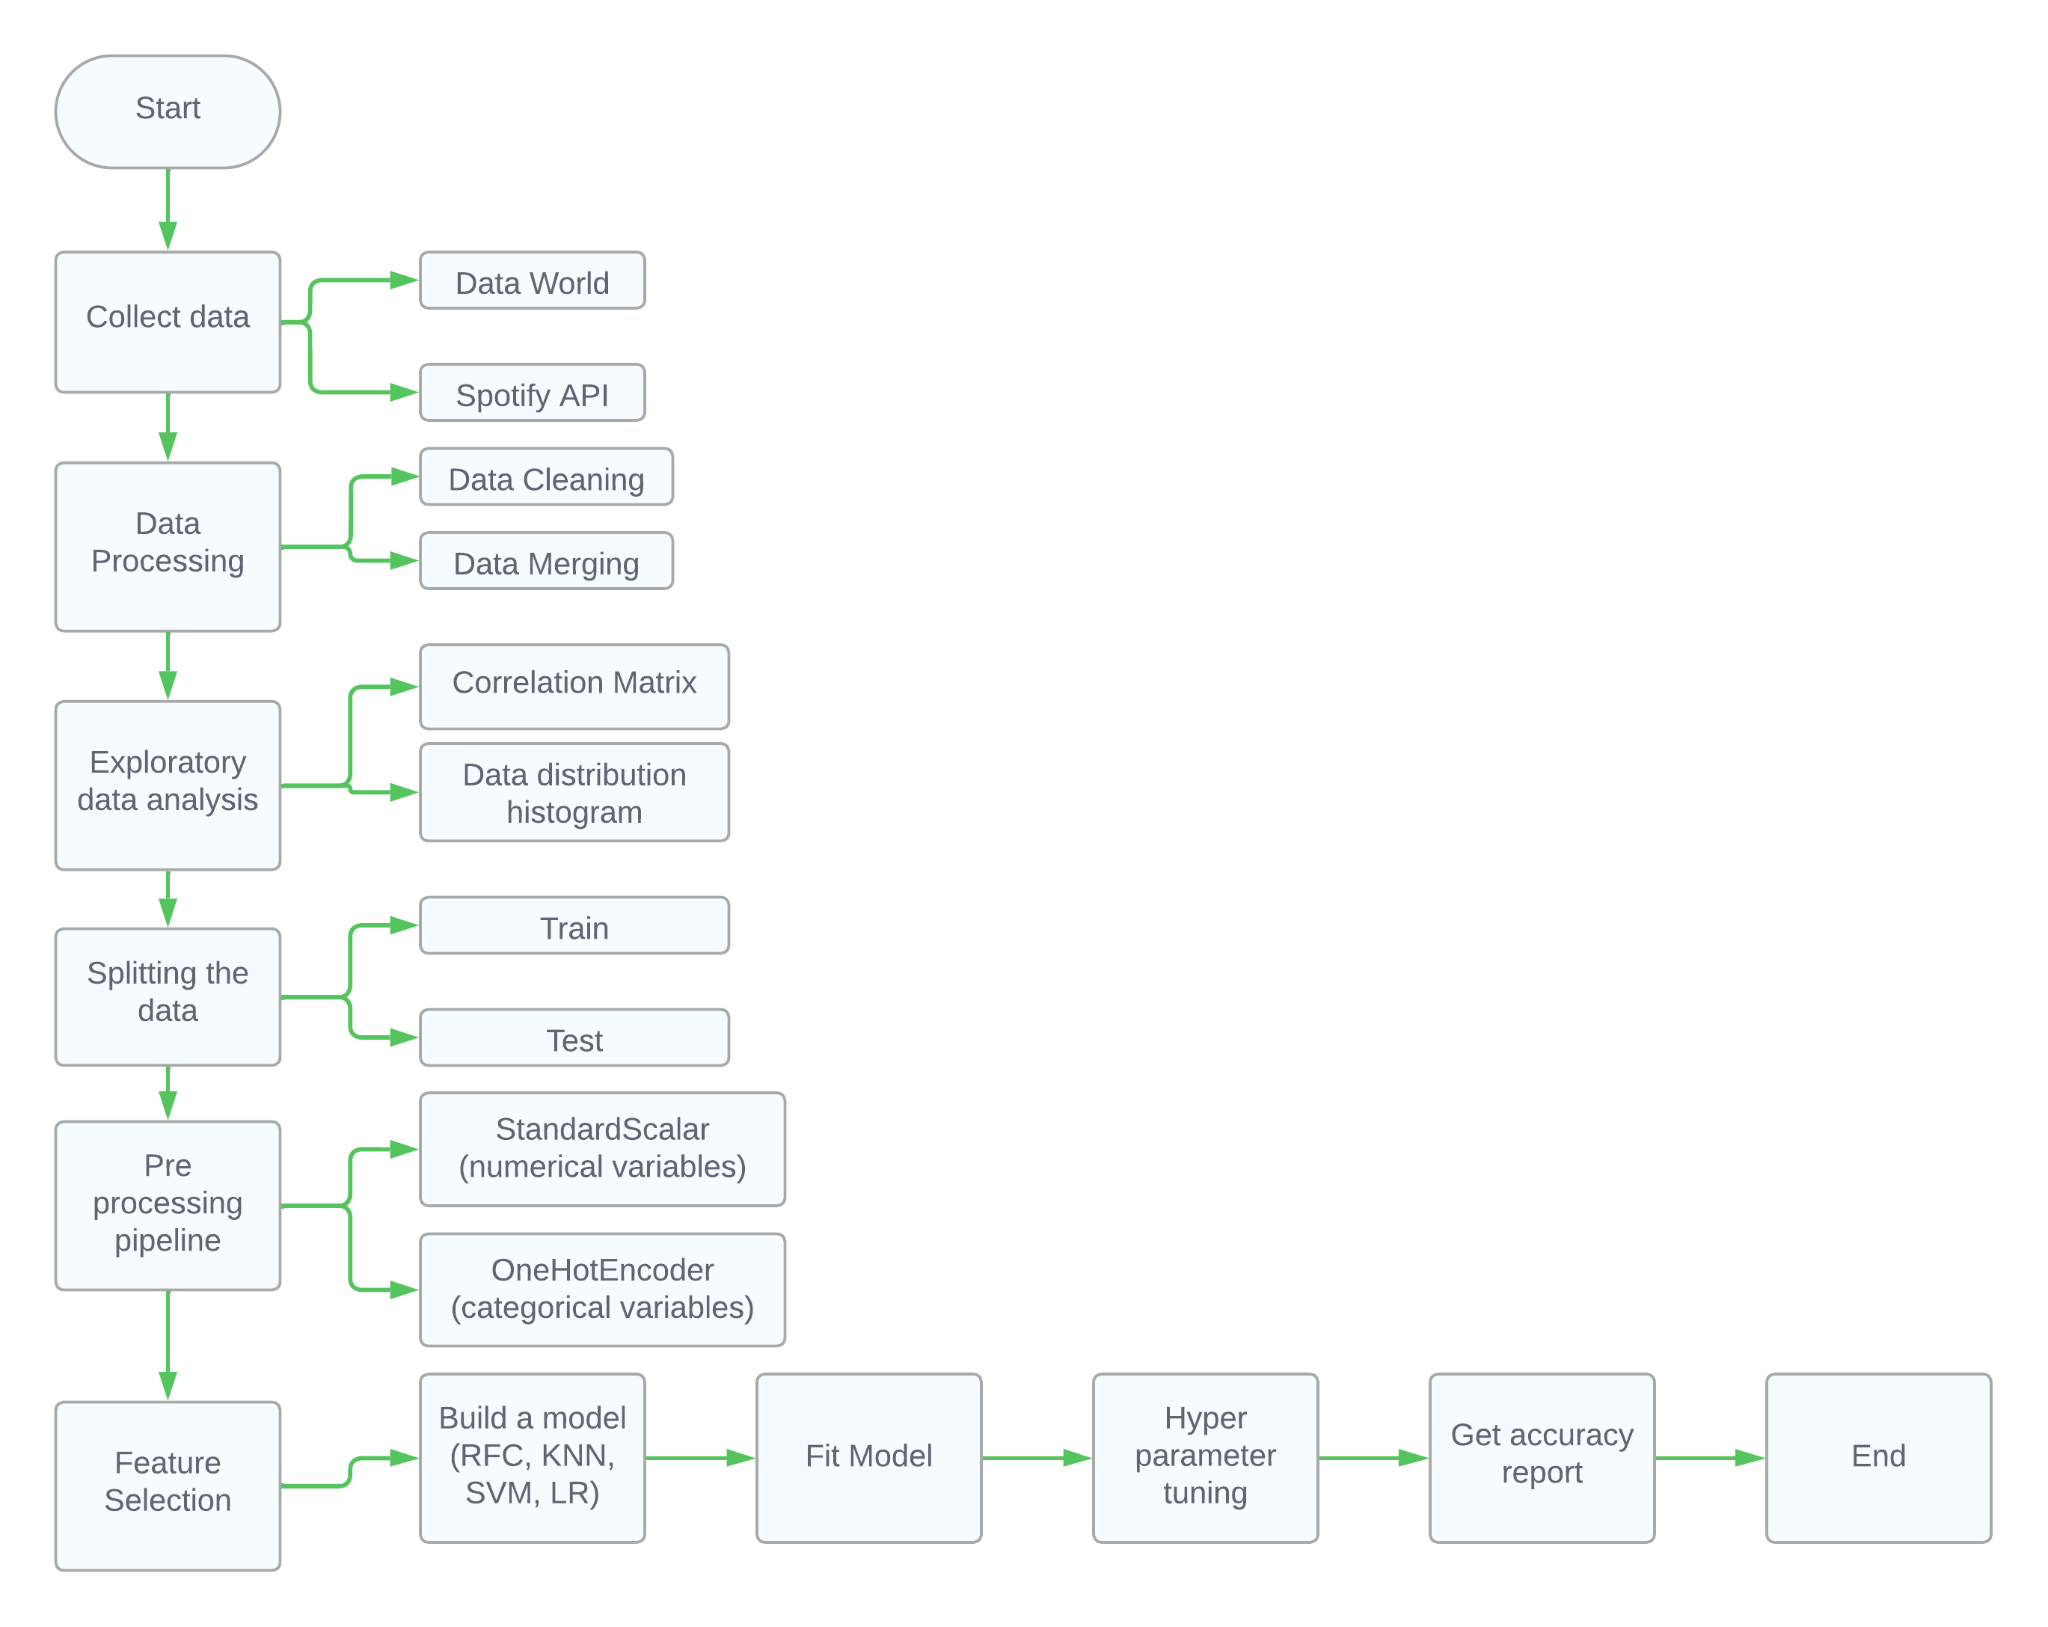 Start
Collect data
Data World
Spotify API
Data
Processing
Data Cleaning
Data Merging
Exploratory
data analysis
Correlation Matrix
Data distribution
histogram
Splitting the
data
Train
Test
Pre
processing
pipeline
StandardScalar
(numerical variables)
OneHotEncoder
(categorical variables)
Feature
Selection
Build a model
(RFC, KNN,
SVM, LR)
Fit Model
Hyper
parameter
tuning
Get accuracy
report
End